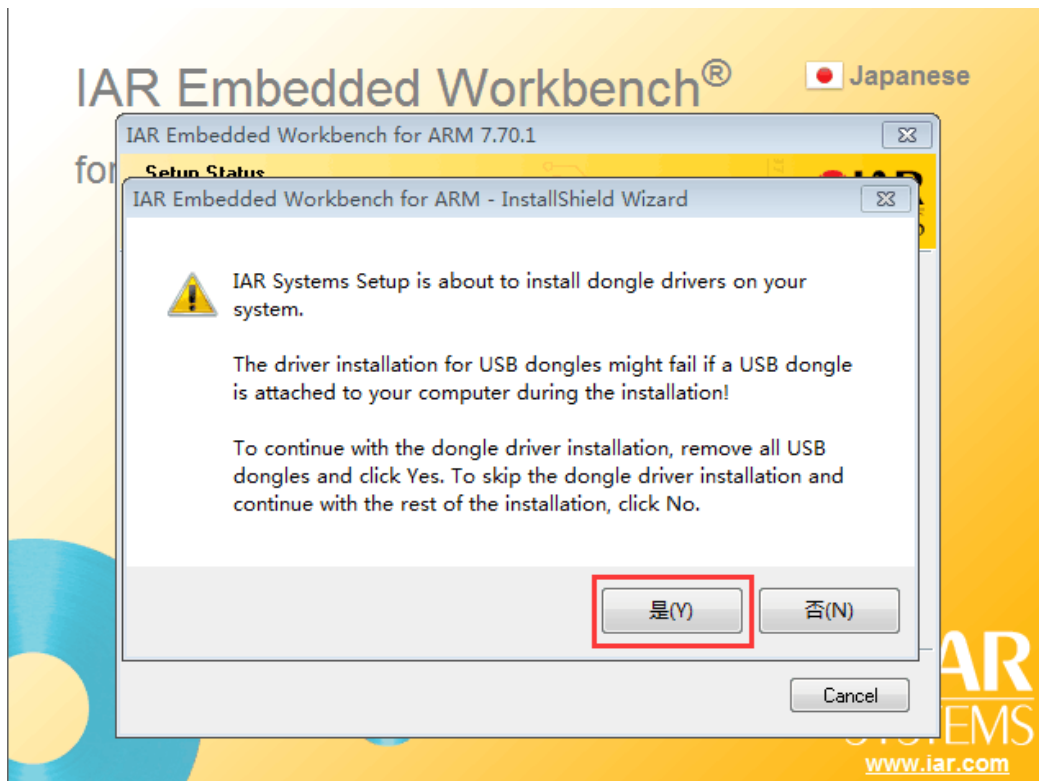 IAR Embedded Workbench®
Japanese
IAR Embedded Workbench for ARM 7.70.1
for
Setup Status
IAR Embedded Workbench for ARM - InstallShield Wizard
IAR Systems Setup is about to install dongle drivers on your
system.
The driver installation for USB dongles might fail if a USB dongle
is attached to your computer during the installation!
To continue with the dongle driver installation, remove all USB
dongles and click Yes. To skip the dongle driver installation and
continue with the rest of the installation, click No.
是(Y)
否(N)
Cancel
www.iar.com